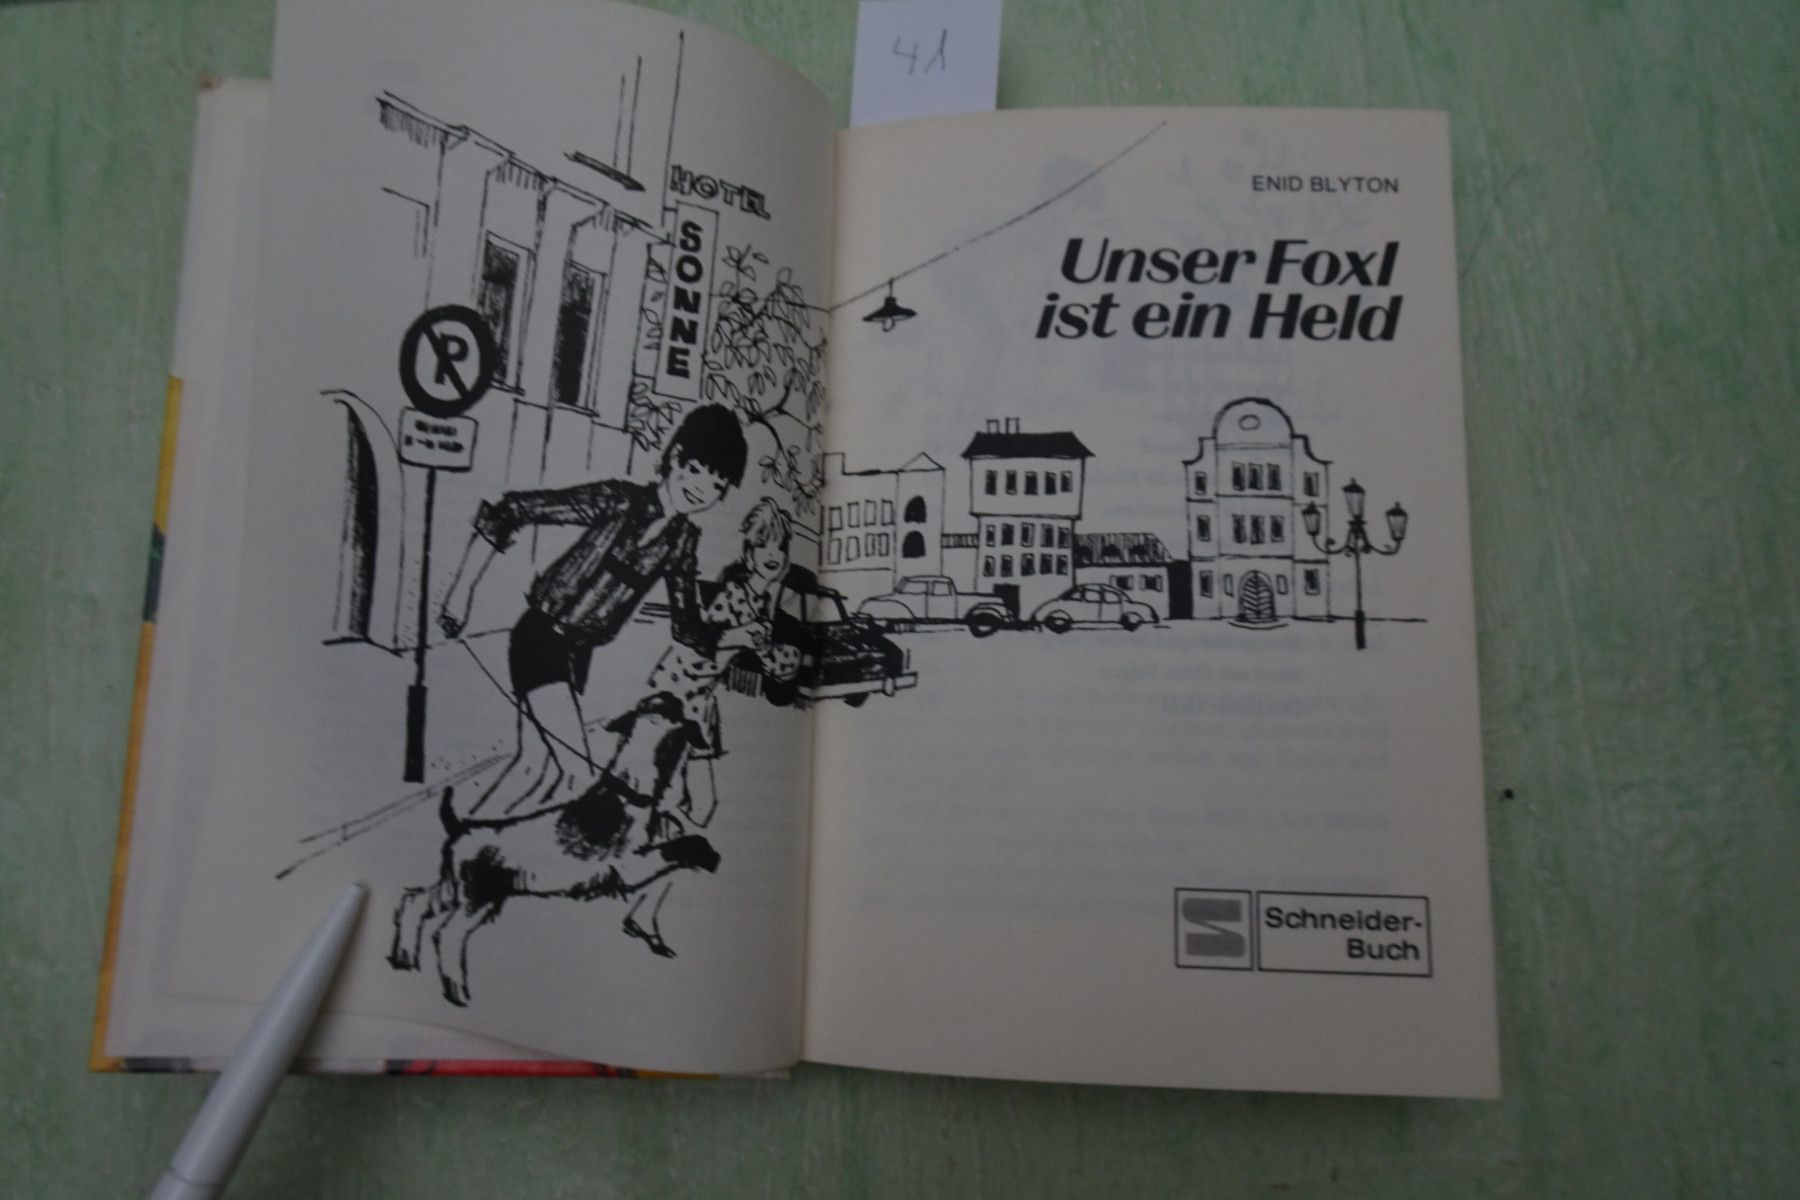 41
HOTEL
SONNE
P
ENID BLYTON
Unser Foxl
ist ein Held
Schneider-
Buch